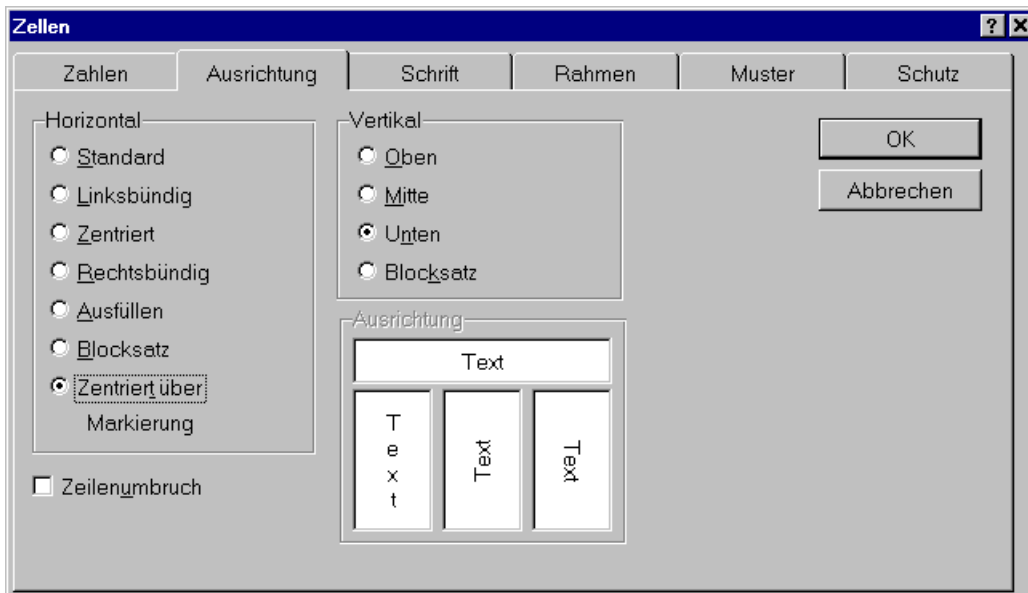 Zellen
Zahlen Ausrichtung Schrift Rahmen Muster Schutz
Horizontal
Standard
Linksbündig
Zentriert
Rechtsbündig
Ausfüllen
Blocksatz
Zentriert über
Markierung
Zeilenumbruch
Vertikal
Oben
Mitte
Unten
Blocksatz
Ausrichtung
Text
Text
Text
Text
OK
Abbrechen